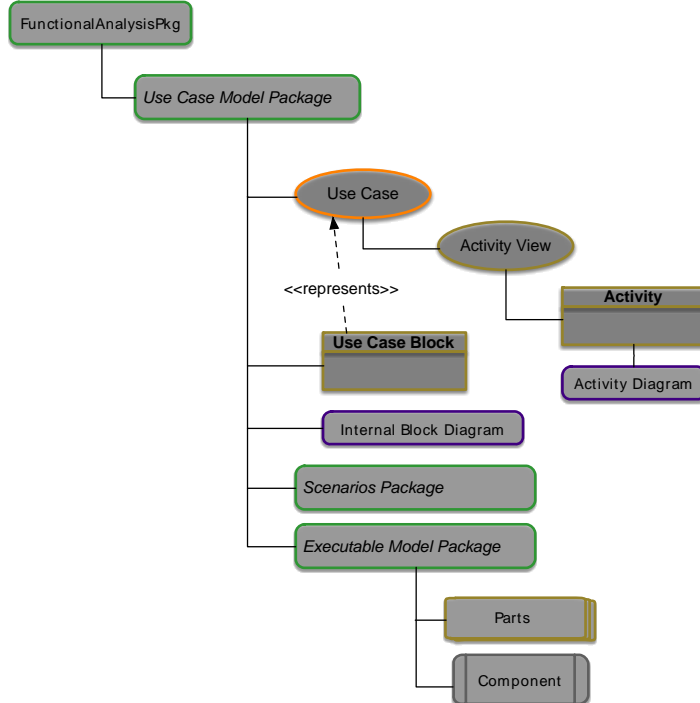 FunctionalAnalysisPkg
Use Case Model Package
Use Case
Activity View
<<represents>>
Activity
Use Case Block
Activity Diagram
Internal Block Diagram
Scenarios Package
Executable Model Package
Parts
Component